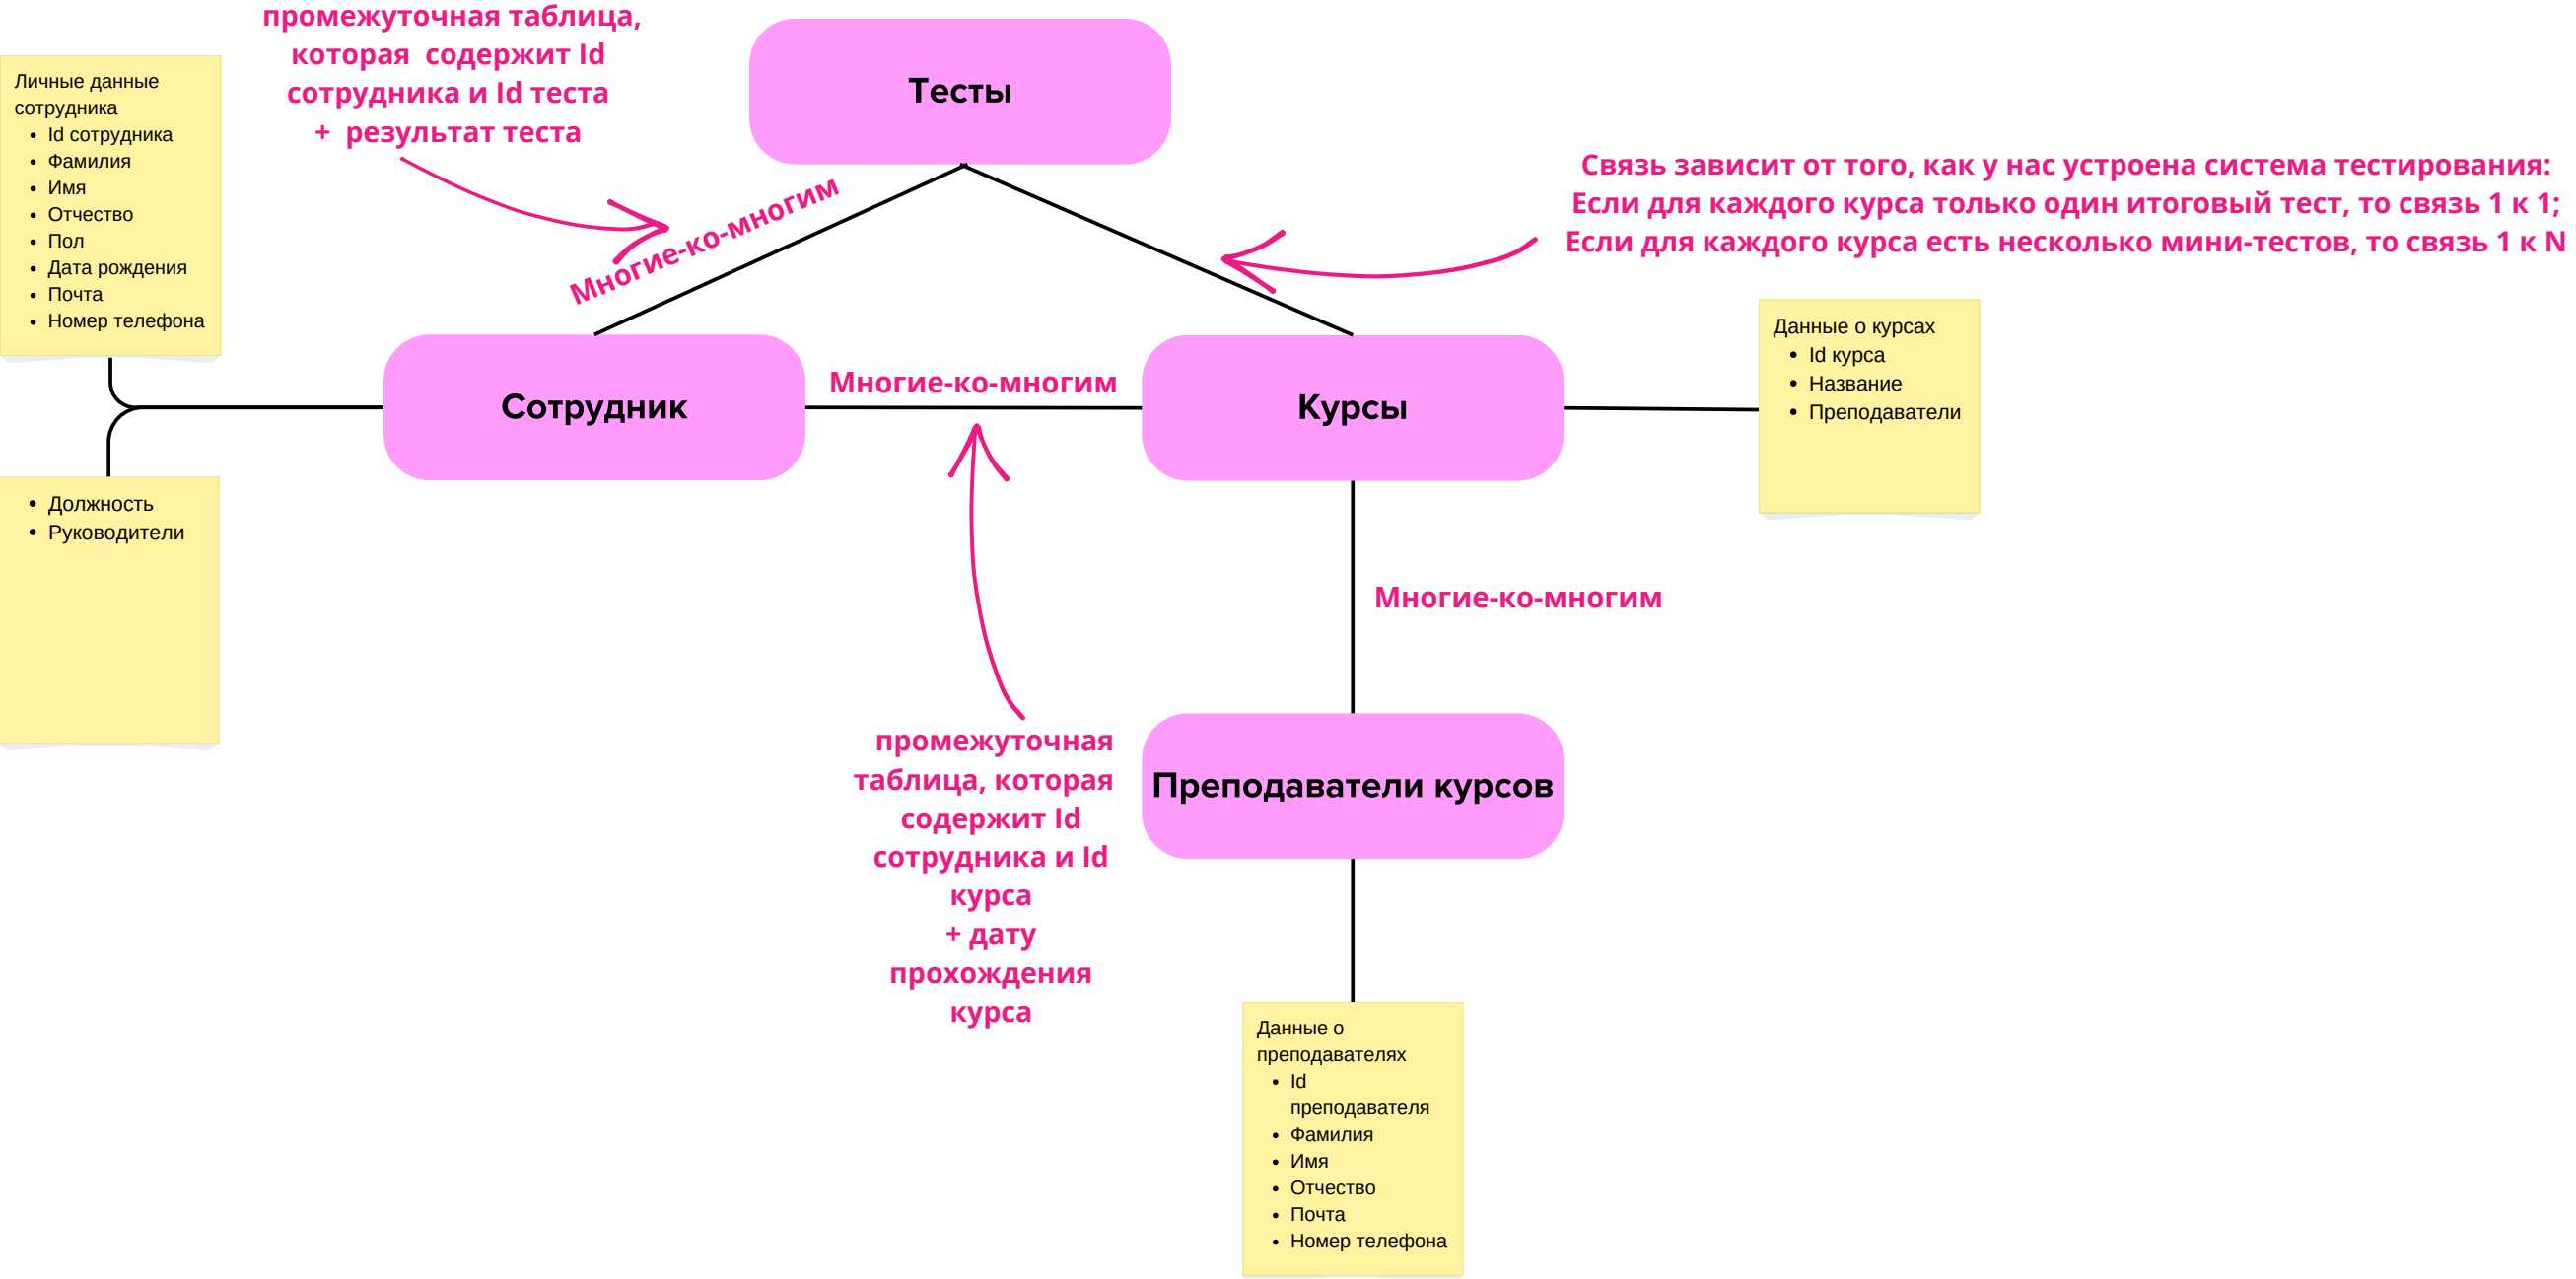 промежуточная таблица,
которая содержит Id
сотрудника и Id теста
+ результат теста
Тесты
Личные данные
сотрудника
• Id сотрудника
• Фамилия
• Имя
• Отчество
• Пол
• Дата рождения
• Почта
• Номер телефона
Многие-ко-многим
Связь зависит от того, как у нас устроена система тестирования:
Если для каждого курса только один итоговый тест, то связь 1 к 1;
Если для каждого курса есть несколько мини-тестов, то связь 1 к N
Сотрудник
Многие-ко-многим
Курсы
Данные о курсах
• Id курса
• Название
• Преподаватели
• Должность
• Руководители
Многие-ко-многим
промежуточная
таблица, которая
содержит Id
сотрудника и Id
курса
+ дату
прохождения
курса
Преподаватели курсов
Данные о
преподавателях
• Id
преподавателя
• Фамилия
• Имя
• Отчество
• Почта
• Номер телефона